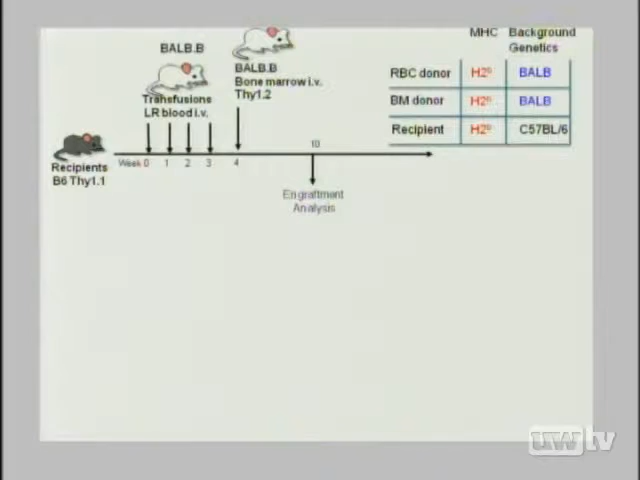 BALB.B
Transfusions
LR blood i.v.
BALB.B
Bone marrow i.v.
Thy1.2
Recipients
B6 Thy1.1
Week 0 1 2 3 4 10
Engraftment
Analysis
MHC Background
Genetics
RBC donor H2ᵇ BALB
BM donor H2ᵇ BALB
Recipient H2ᵇ C57BL/6
uwtv